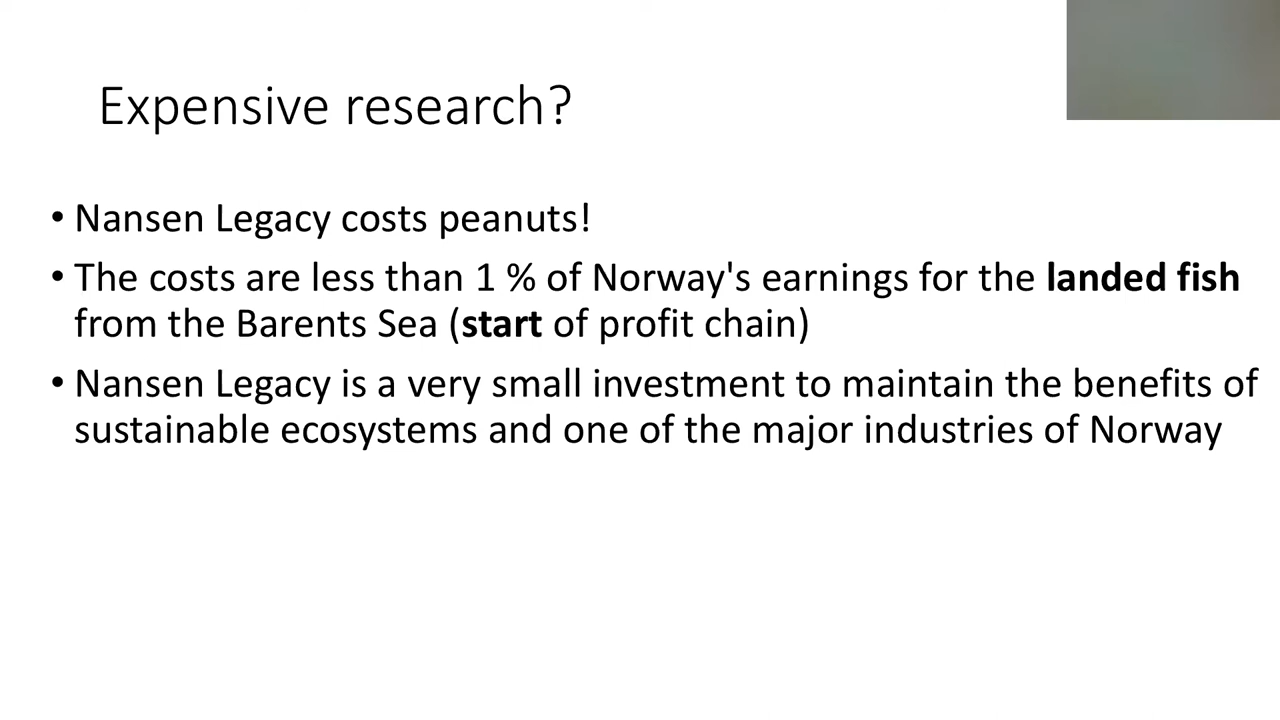 Expensive research?
• Nansen Legacy costs peanuts!
• The costs are less than 1 % of Norway's earnings for the landed fish
from the Barents Sea (start of profit chain)
• Nansen Legacy is a very small investment to maintain the benefits of
sustainable ecosystems and one of the major industries of Norway